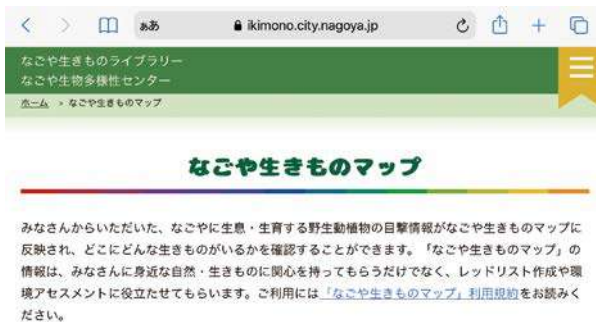 ああ
ikimono.city.nagoya.jp
なごや生きものライブラリー
なごや生物多様性センター
ホーム > なごや生きものマップ
なごや生きものマップ
みなさんからいただいた、なごやに生息・生育する野生動植物の目撃情報がなごや生きものマップに
反映され、どこにどんな生きものがいるかを確認することができます。「なごや生きものマップ」の
情報は、みなさんに身近な自然・生きものに関心を持ってもらうだけでなく、レッドリスト作成や環
境アセスメントに役立たせてもらいます。ご利用には「なごや生きものマップ」利用規約をお読みく
ださい。